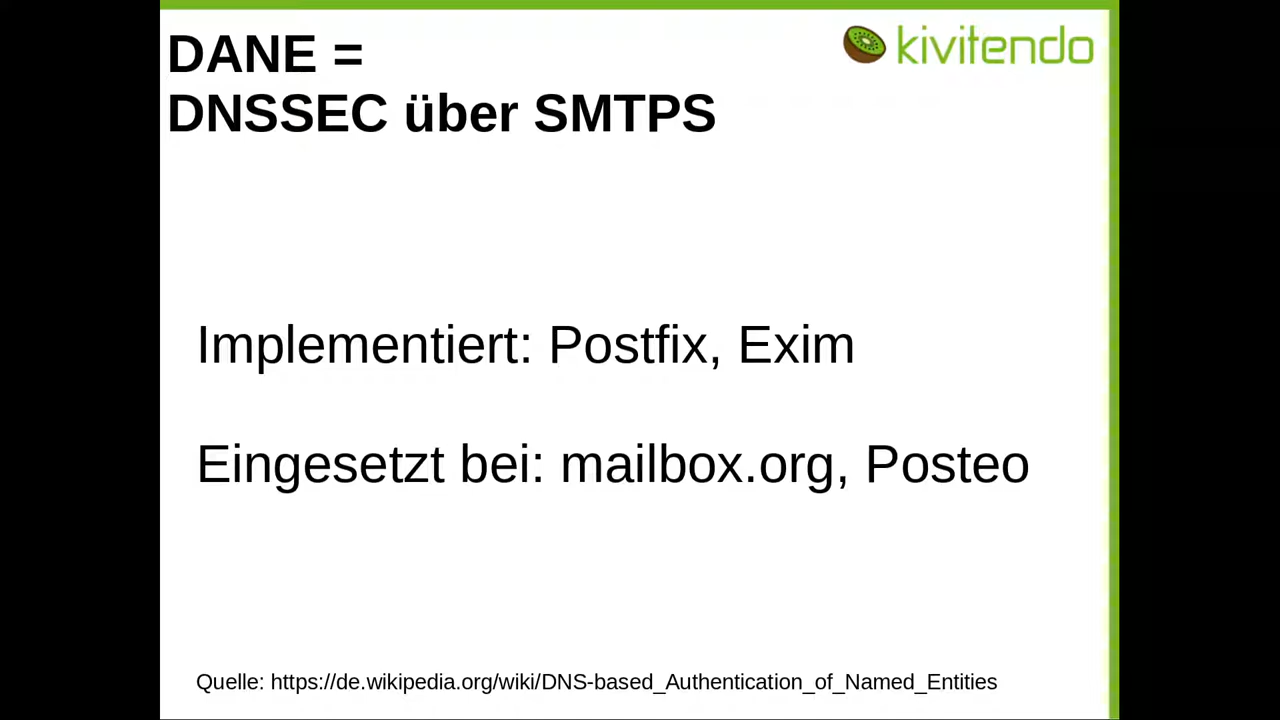 DANE =
kivitendo
DNSSEC über SMTPS
Implementiert: Postfix, Exim
Eingesetzt bei: mailbox.org, Posteo
Quelle: https://de.wikipedia.org/wiki/DNS-based_Authentication_of_Named_Entities